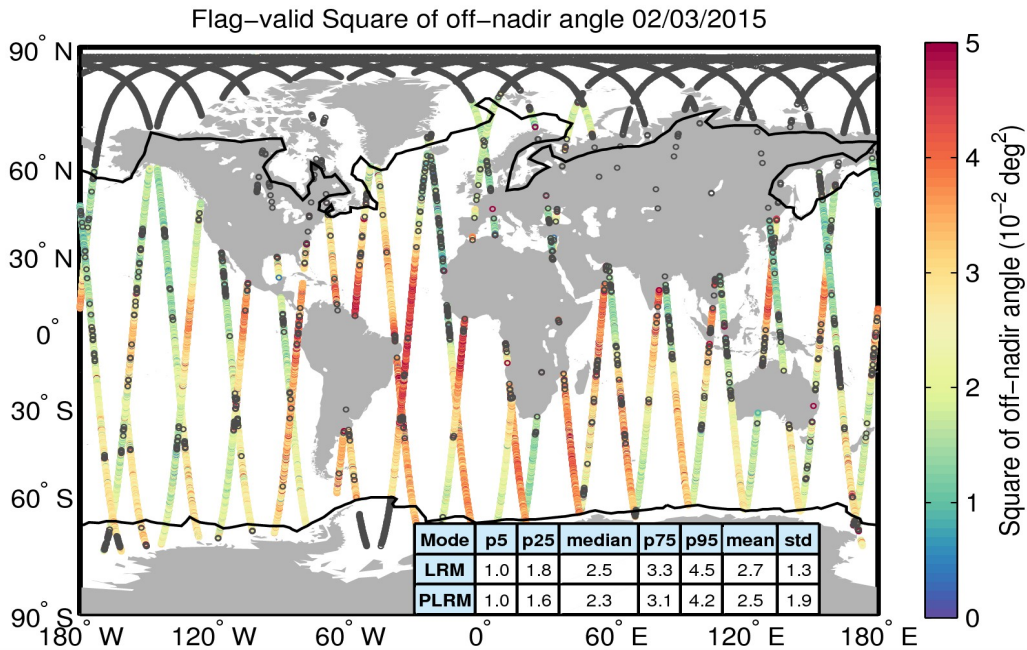 Flag−valid Square of off−nadir angle 02/03/2015
90° N
60° N
30° N
0°
30° S
60° S
90° S
180° W
120° W
60° W
0°
60° E
120° E
180° E
Mode p5 p25 median p75 p95 mean std
LRM 1.0 1.8 2.5 3.3 4.5 2.7 1.3
PLRM 1.0 1.6 2.3 3.1 4.2 2.5 1.9
5
4
3
2
1
0
Square of off−nadir angle (10⁻² deg²)